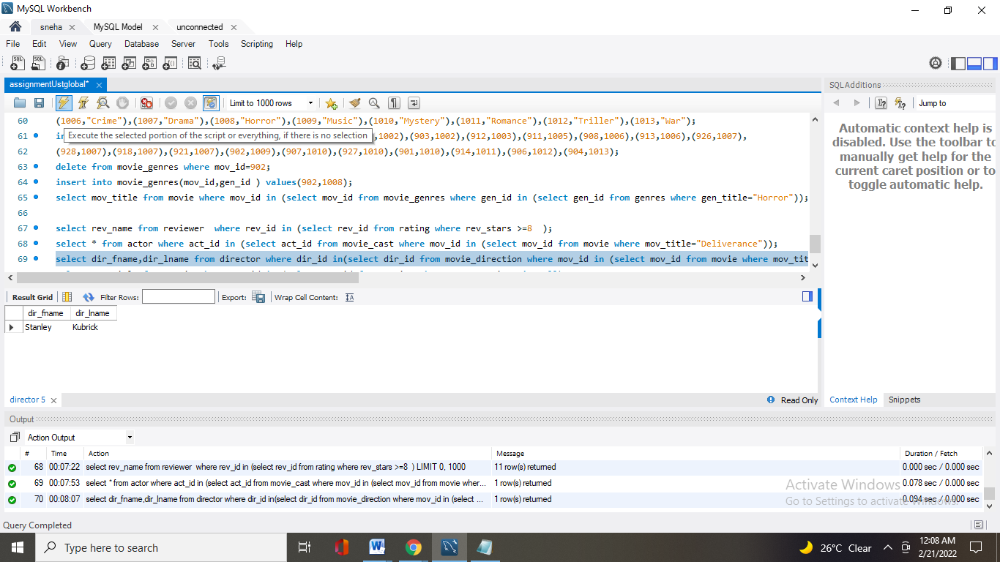 MySQL Workbench
sneha MySQL Model unconnected
File Edit View Query Database Server Tools Scripting Help
assignmentUstglobal*
SQLAdditions
Limit to 1000 rows
Jump to
60 (1006,"Crime"),(1007,"Drama"),(1008,"Horror"),(1009,"Music"),(1010,"Mystery"),(1011,"Romance"),(1012,"Triller"),(1013,"War");
Execute the selected portion of the script or everything, if there is no selection
61 in ,1002),(903,1002),(912,1003),(911,1005),(908,1006),(913,1006),(926,1007),
62 (928,1007),(918,1007),(921,1007),(902,1009),(907,1010),(927,1010),(901,1010),(914,1011),(906,1012),(904,1013);
63 delete from movie_genres where mov_id=902;
64 insert into movie_genres(mov_id,gen_id ) values(902,1008);
65 select mov_title from movie where mov_id in (select mov_id from movie_genres where gen_id in (select gen_id from genres where gen_title="Horror"));
66
67 select rev_name from reviewer  where rev_id in (select rev_id from rating where rev_stars >=8  );
68 select * from actor where act_id in (select act_id from movie_cast where mov_id in (select mov_id from movie where mov_title="Deliverance"));
69 select dir_fname,dir_lname from director where dir_id in(select dir_id from movie_direction where mov_id in (select mov_id from movie where mov_tit
Automatic context help is
disabled. Use the toolbar to
manually get help for the
current caret position or to
toggle automatic help.
Result Grid Filter Rows: Export: Wrap Cell Content:
dir_fname dir_lname
Stanley Kubrick
director 5
Read Only
Context Help Snippets
Output
Action Output
# Time Action Message Duration / Fetch
68 00:07:22 select rev_name from reviewer  where rev_id in (select rev_id from rating where rev_stars >=8  ) LIMIT 0, 1000 11 row(s) returned 0.000 sec / 0.000 sec
69 00:07:53 select * from actor where act_id in (select act_id from movie_cast where mov_id in (select mov_id from movie wher... 1 row(s) returned 0.078 sec / 0.000 sec
70 00:08:07 select dir_fname,dir_lname from director where dir_id in(select dir_id from movie_direction where mov_id in (select ... 1 row(s) returned 0.094 sec / 0.000 sec
Activate Windows
Go to Settings to activate Windows.
Query Completed
Type here to search
26°C Clear
12:08 AM
2/21/2022